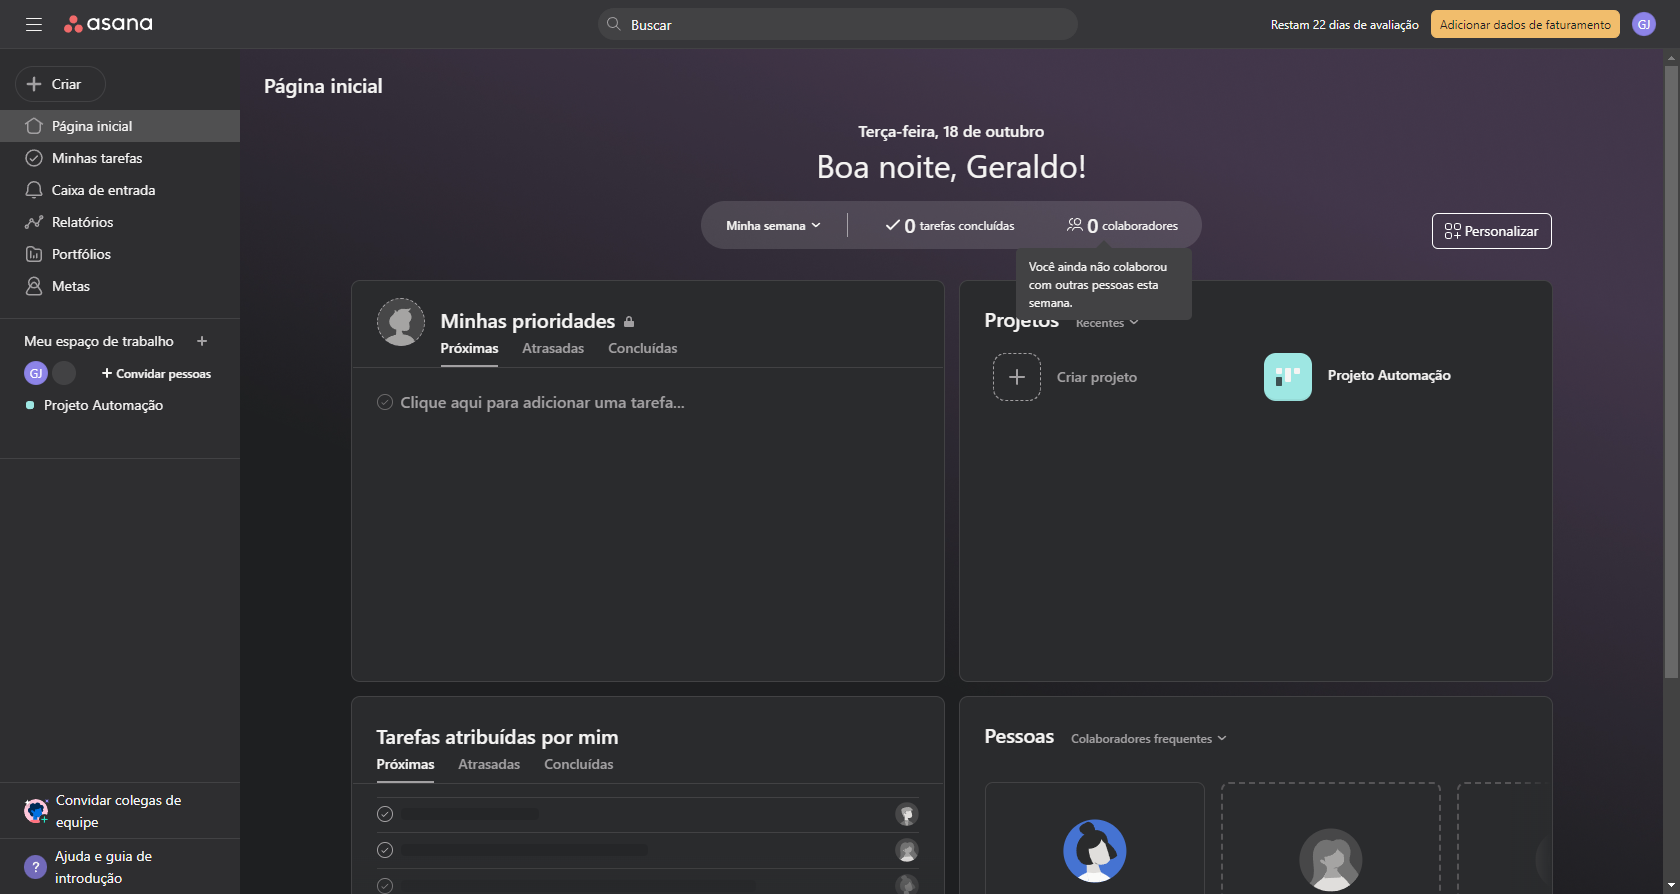 asana
Buscar
Restam 22 dias de avaliação
Adicionar dados de faturamento
GJ
Criar
Página inicial
Minhas tarefas
Caixa de entrada
Relatórios
Portfólios
Metas
Meu espaço de trabalho
GJ
+ Convidar pessoas
Projeto Automação
Convidar colegas de
equipe
?
Ajuda e guia de
introdução
Página inicial
Terça-feira, 18 de outubro
Boa noite, Geraldo!
Minha semana
0 tarefas concluídas
0 colaboradores
Você ainda não colaborou
com outras pessoas esta
semana.
Personalizar
Minhas prioridades
Próximas
Atrasadas
Concluídas
Clique aqui para adicionar uma tarefa...
Projetos
Recentes
Criar projeto
Projeto Automação
Tarefas atribuídas por mim
Próximas
Atrasadas
Concluídas
Pessoas
Colaboradores frequentes